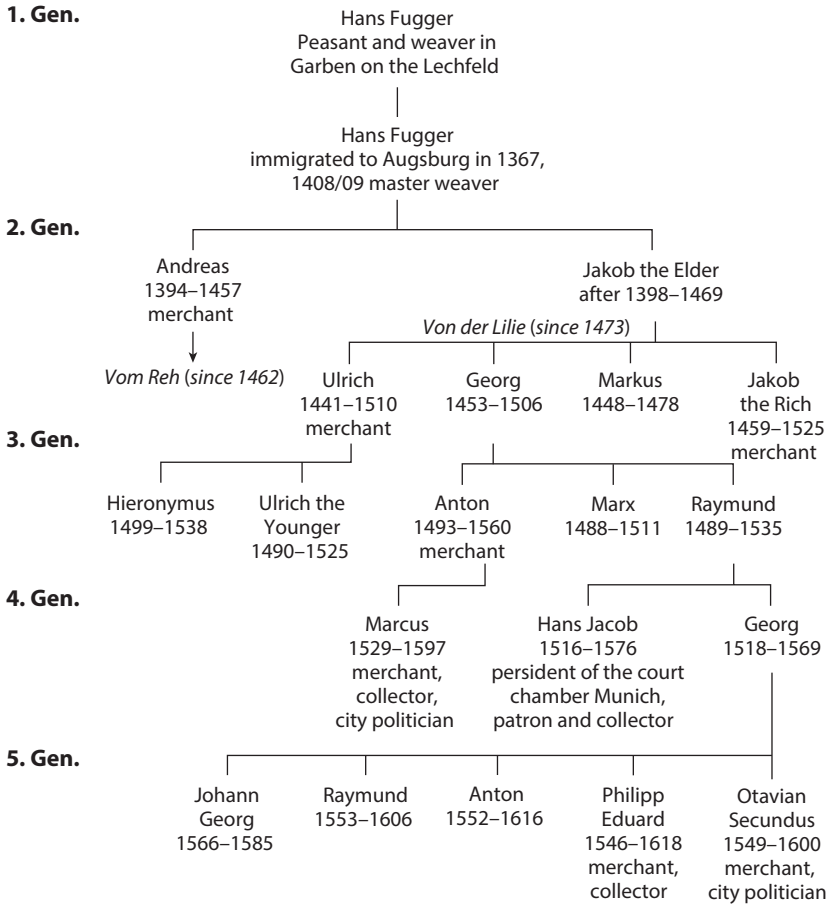 1. Gen.
Hans Fugger
Peasant and weaver in
Garben on the Lechfeld
Hans Fugger
immigrated to Augsburg in 1367,
1408/09 master weaver
2. Gen.
Andreas
1394–1457
merchant
Jakob the Elder
after 1398–1469
Von der Lilie (since 1473)
Vom Reh (since 1462)
Ulrich
1441–1510
merchant
Georg
1453–1506
Markus
1448–1478
Jakob
the Rich
1459–1525
merchant
3. Gen.
Hieronymus
1499–1538
Ulrich the
Younger
1490–1525
Anton
1493–1560
merchant
Marx
1488–1511
Raymund
1489–1535
4. Gen.
Marcus
1529–1597
merchant,
collector,
city politician
Hans Jacob
1516–1576
persident of the court
chamber Munich,
patron and collector
Georg
1518–1569
5. Gen.
Johann
Georg
1566–1585
Raymund
1553–1606
Anton
1552–1616
Philipp
Eduard
1546–1618
merchant,
collector
Otavian
Secundus
1549–1600
merchant,
city politician